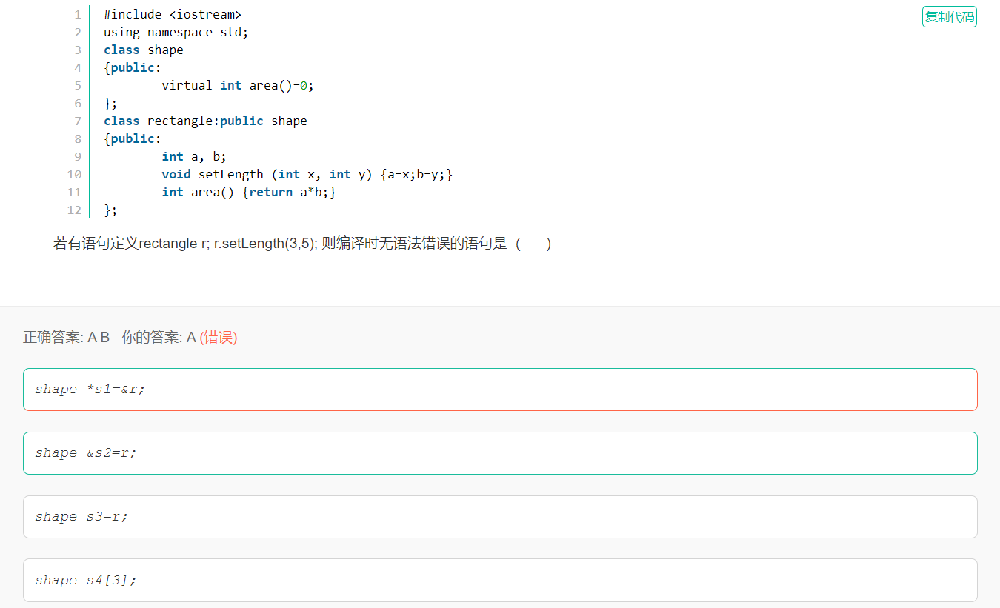 复制代码
1 #include <iostream>
2 using namespace std;
3 class shape
4 {public:
5         virtual int area()=0;
6 };
7 class rectangle:public shape
8 {public:
9         int a, b;
10         void setLength (int x, int y) {a=x;b=y;}
11         int area() {return a*b;}
12 };
若有语句定义rectangle r; r.setLength(3,5); 则编译时无语法错误的语句是（      ）
正确答案: A B   你的答案: A (错误)
shape *s1=&r;
shape &s2=r;
shape s3=r;
shape s4[3];